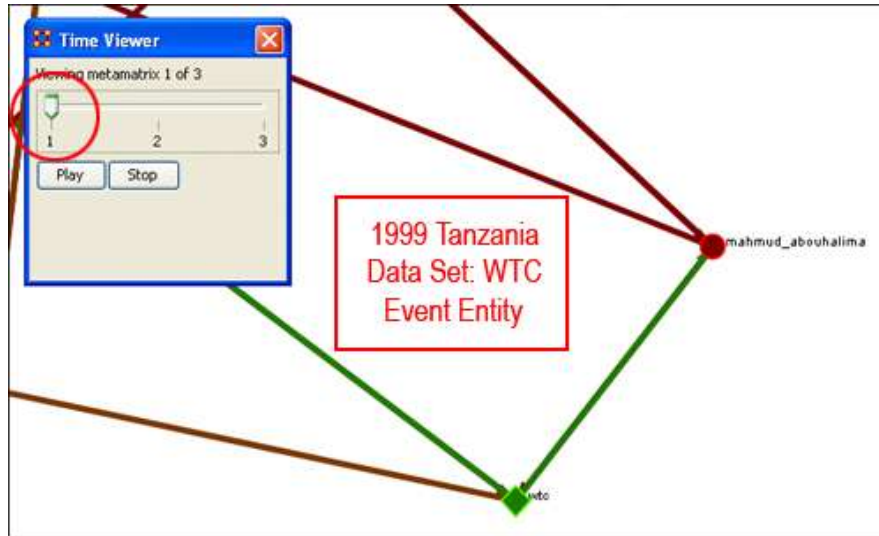 Time Viewer
Viewing metamatrix 1 of 3
1 2 3
Play Stop
1999 Tanzania
Data Set: WTC
Event Entity
mahmud_abouhalima
wtc